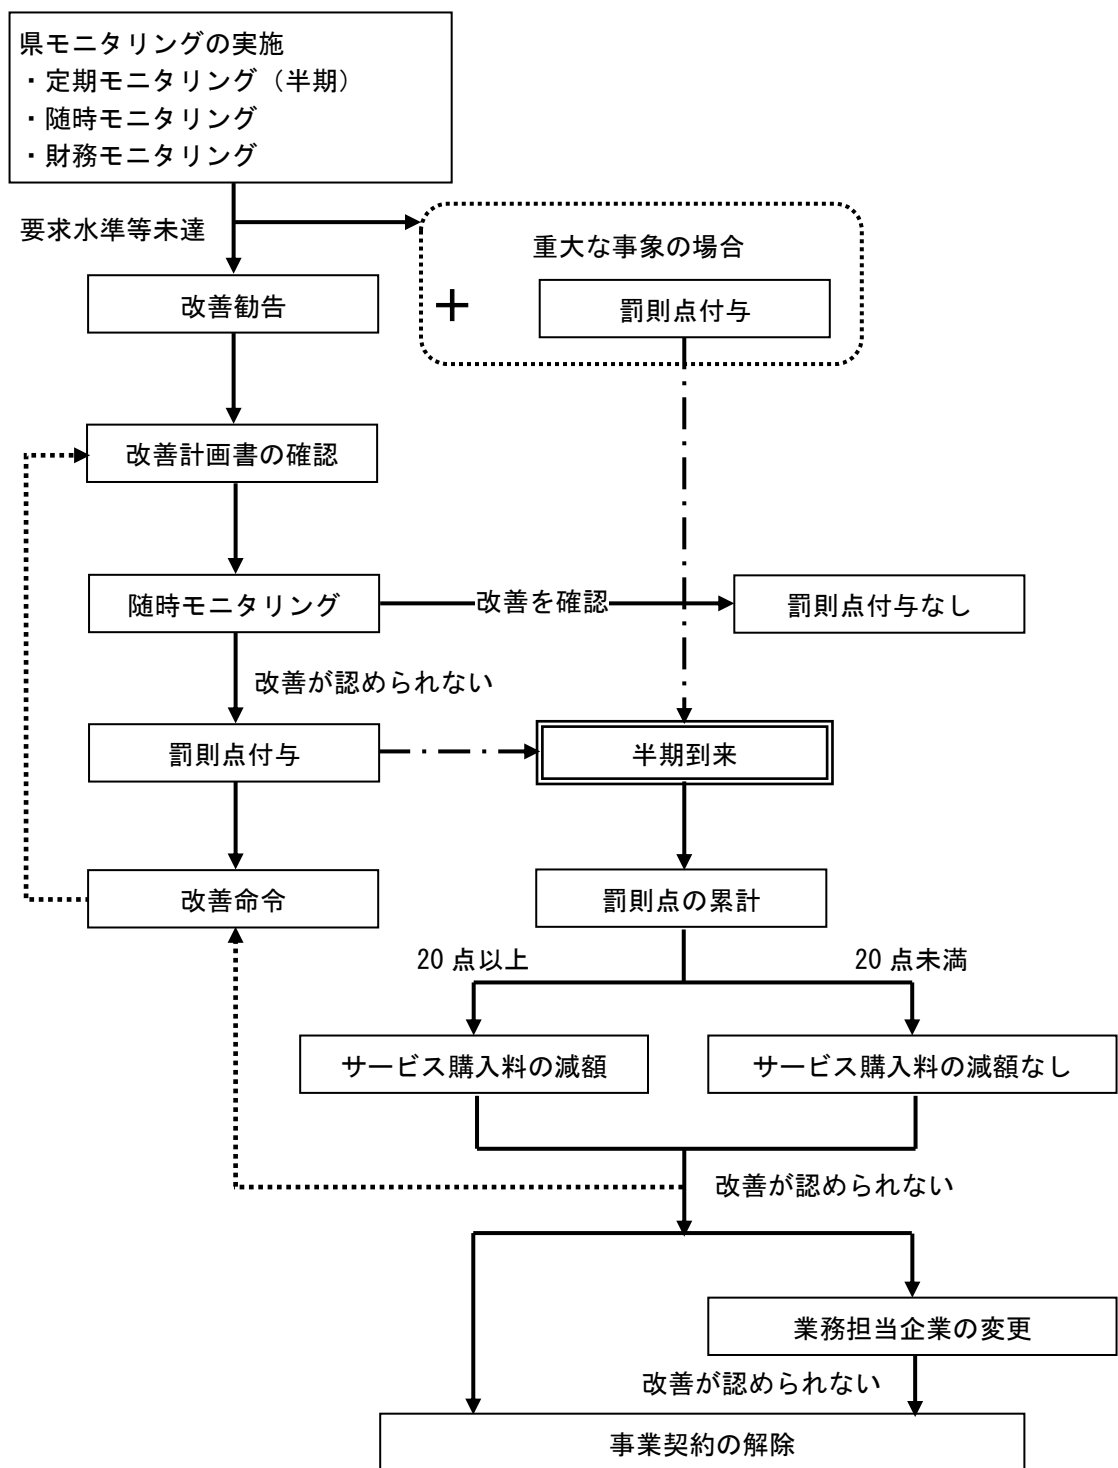 県モニタリングの実施
・定期モニタリング（半期）
・随時モニタリング
・財務モニタリング
要求水準等未達
重大な事象の場合
改善勧告
＋
罰則点付与
改善計画書の確認
随時モニタリング
改善を確認
罰則点付与なし
改善が認められない
罰則点付与
半期到来
改善命令
罰則点の累計
20 点以上
20 点未満
サービス購入料の減額
サービス購入料の減額なし
改善が認められない
業務担当企業の変更
改善が認められない
事業契約の解除